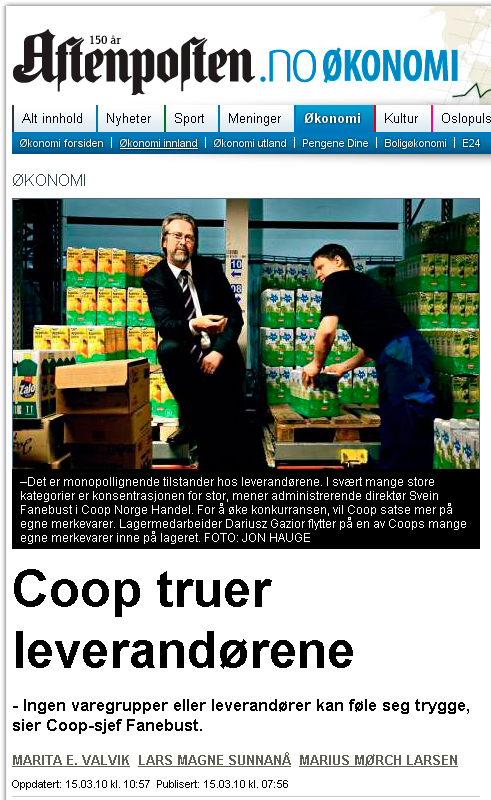 150 år
Aftenposten.no ØKONOMI
Alt innhold Nyheter Sport Meninger Økonomi Kultur Oslopuls
Økonomi forsiden Økonomi innland Økonomi utland Pengene Dine Boligøkonomi E24
ØKONOMI
10
Zalo
–Det er monopollignende tilstander hos leverandørene. I svært mange store
kategorier er konsentrasjonen for stor, mener administrerende direktør Svein
Fanebust i Coop Norge Handel. For å øke konkurransen, vil Coop satse mer på
egne merkevarer. Lagermedarbeider Dariusz Gazior flytter på en av Coops mange
egne merkevarer inne på lageret. FOTO: JON HAUGE
Coop truer
leverandørene
- Ingen varegrupper eller leverandører kan føle seg trygge,
sier Coop-sjef Fanebust.
MARITA E. VALVIK LARS MAGNE SUNNANÅ MARIUS MØRCH LARSEN
Oppdatert: 15.03.10 kl. 10:57 Publisert: 15.03.10 kl. 07:56